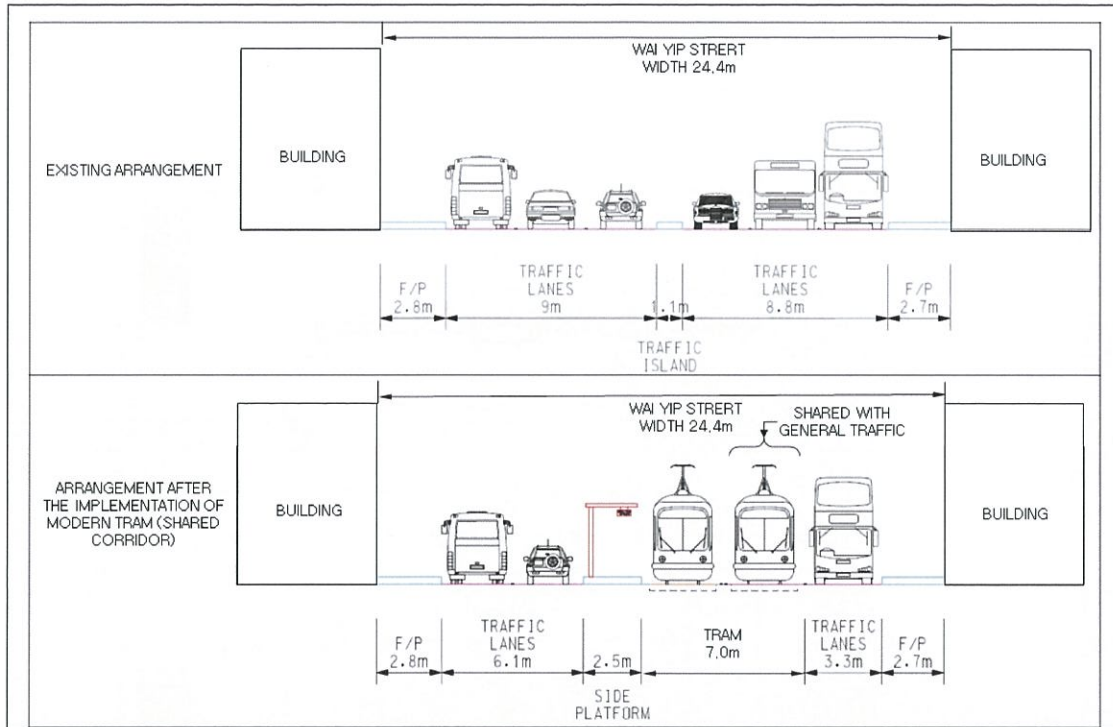 WAI YIP STRERT
WIDTH 24.4m
EXISTING ARRANGEMENT
BUILDING
BUILDING
F/P
2.8m
TRAFFIC
LANES
9m
1.1m
TRAFFIC
LANES
8.8m
F/P
2.7m
TRAFFIC
ISLAND
WAI YIP STRERT
WIDTH 24.4m
SHARED WITH
GENERAL TRAFFIC
ARRANGEMENT AFTER
THE IMPLEMENTATION OF
MODERN TRAM (SHARED
CORRIDOR)
BUILDING
BUILDING
F/P
2.8m
TRAFFIC
LANES
6.1m
2.5m
TRAM
7.0m
TRAFFIC
LANES
3.3m
F/P
2.7m
SIDE
PLATFORM